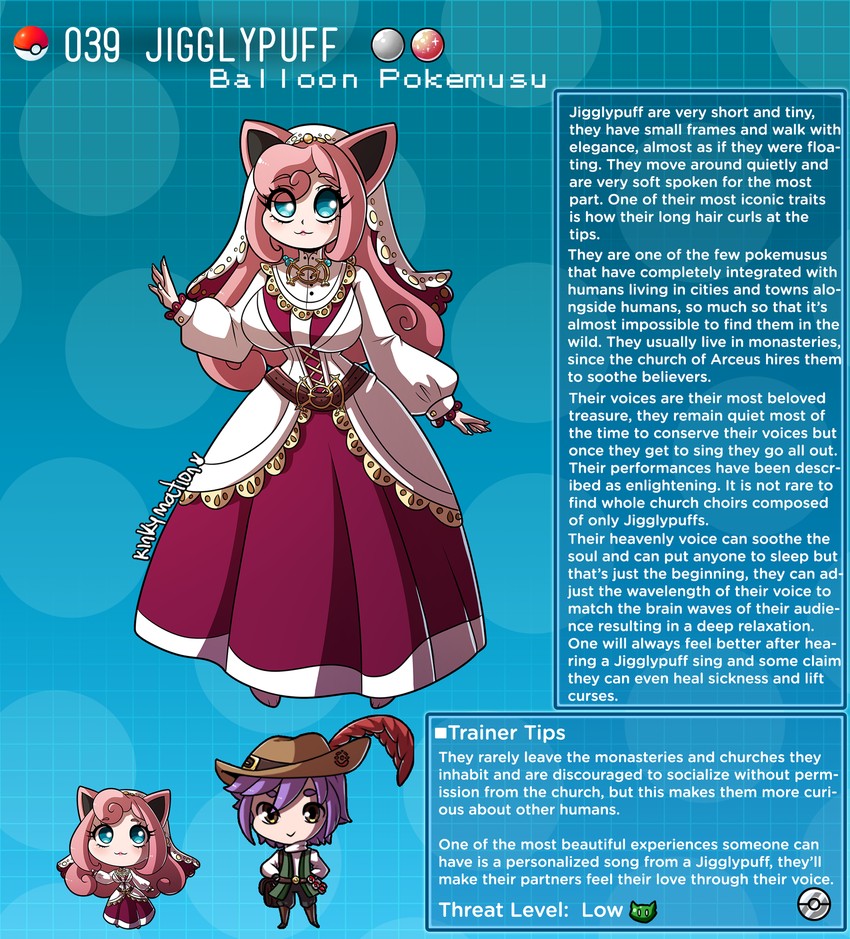 039 JIGGLYPUFF
Balloon Pokemusu
Jigglypuff are very short and tiny,
they have small frames and walk with
elegance, almost as if they were floa-
ting. They move around quietly and
are very soft spoken for the most
part. One of their most iconic traits
is how their long hair curls at the
tips.
They are one of the few pokemusus
that have completely integrated with
humans living in cities and towns alo-
ngside humans, so much so that it's
almost impossible to find them in the
wild. They usually live in monasteries,
since the church of Arceus hires them
to soothe believers.
Their voices are their most beloved
treasure, they remain quiet most of
the time to conserve their voices but
once they get to sing they go all out.
Their performances have been descr-
ibed as enlightening. It is not rare to
find whole church choirs composed
of only Jigglypuffs.
Their heavenly voice can soothe the
soul and can put anyone to sleep but
that's just the beginning, they can ad-
just the wavelength of their voice to
match the brain waves of their audie-
nce resulting in a deep relaxation.
One will always feel better after hea-
ring a Jigglypuff sing and some claim
they can even heal sickness and lift
curses.
kinkymation
Trainer Tips
They rarely leave the monasteries and churches they
inhabit and are discouraged to socialize without perm-
ission from the church, but this makes them more curi-
ous about other humans.
One of the most beautiful experiences someone can
have is a personalized song from a Jigglypuff, they'll
make their partners feel their love through their voice.
Threat Level: Low